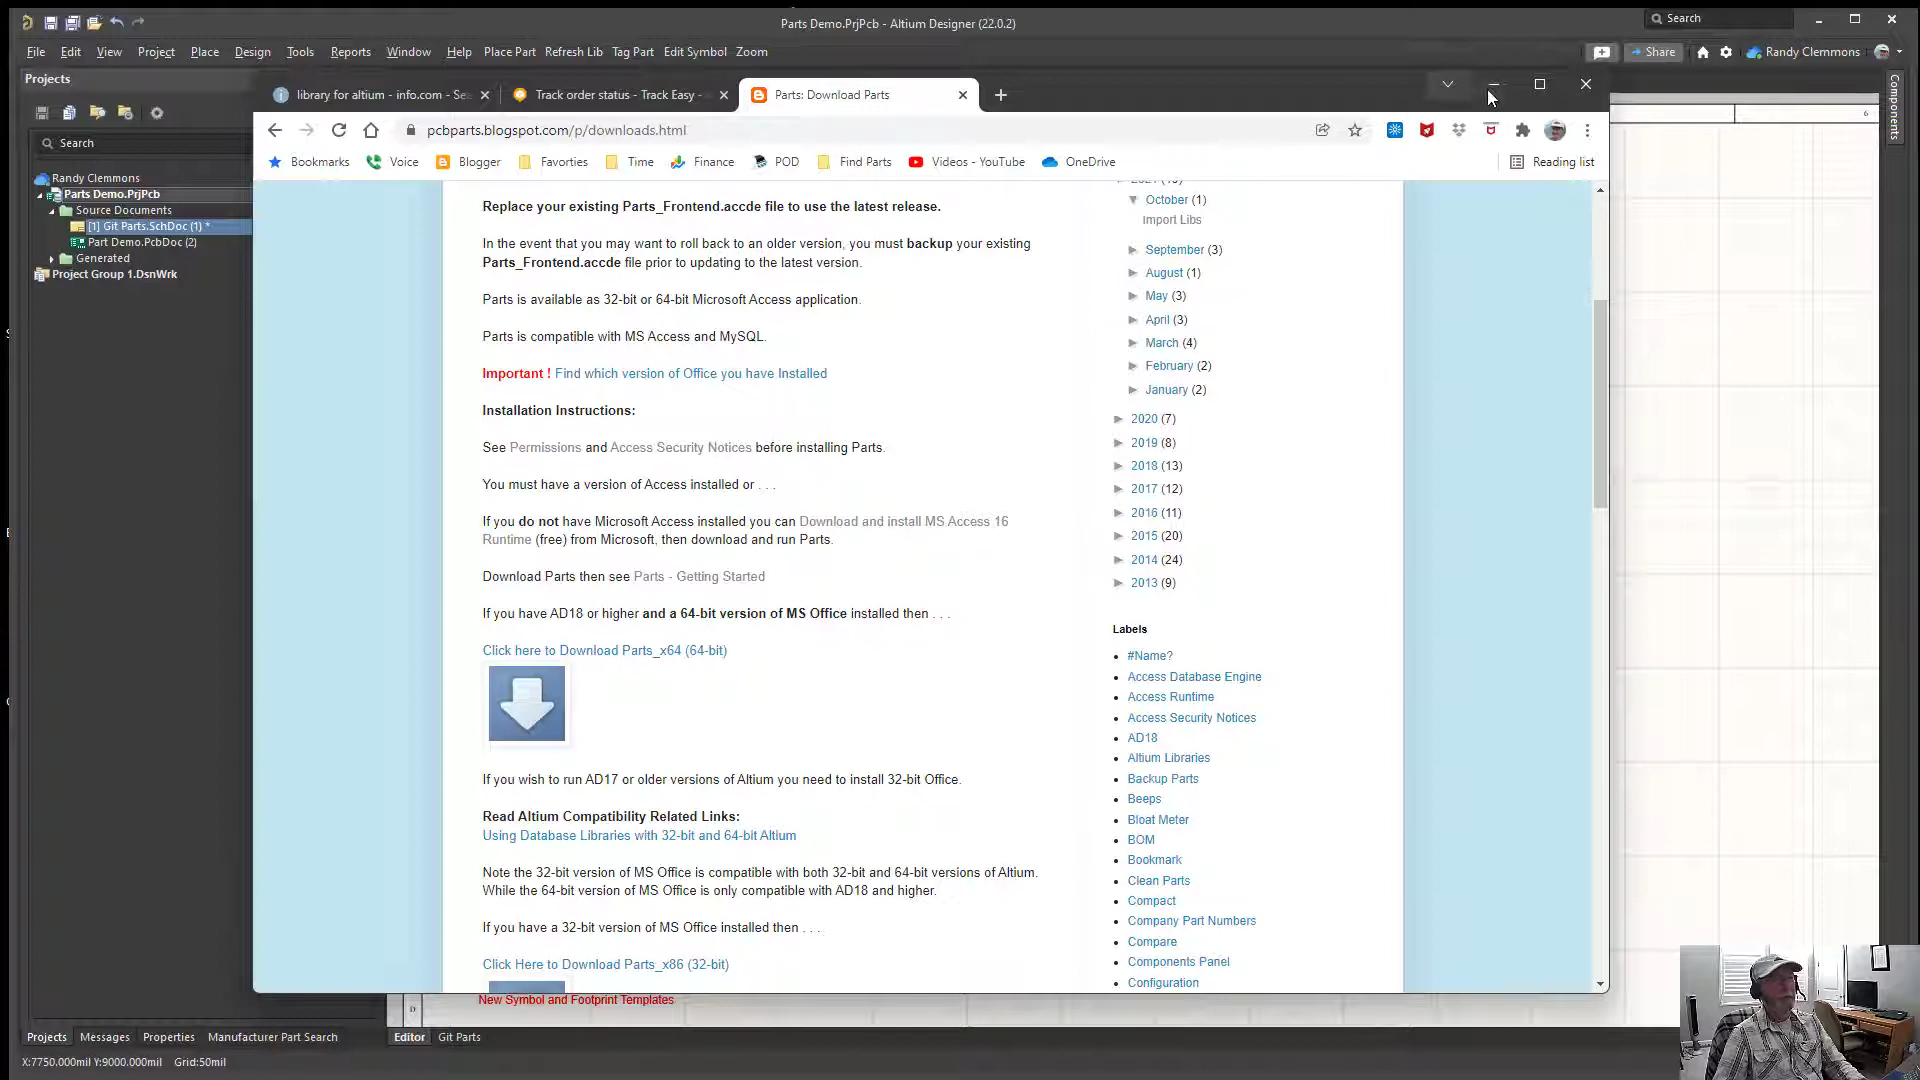 Parts Demo.PrjPcb - Altium Designer (22.0.2)
Search
File Edit View Project Place Design Tools Reports Window Help Place Part Refresh Lib Tag Part Edit Symbol Zoom
Share
Randy Clemmons
Projects
Search
Randy Clemmons
Parts Demo.PrjPcb
Source Documents
[1] Git Parts.SchDoc (1) *
Part Demo.PcbDoc (2)
Generated
Project Group 1.DsnWrk
library for altium - info.com - Se
Track order status - Track Easy -
Parts: Download Parts
pcbparts.blogspot.com/p/downloads.html
Bookmarks Voice Blogger Favorties Time Finance POD Find Parts Videos - YouTube OneDrive Reading list
Replace your existing Parts_Frontend.accde file to use the latest release.
In the event that you may want to roll back to an older version, you must backup your existing
Parts_Frontend.accde file prior to updating to the latest version.
Parts is available as 32-bit or 64-bit Microsoft Access application.
Parts is compatible with MS Access and MySQL.
Important ! Find which version of Office you have Installed
Installation Instructions:
See Permissions and Access Security Notices before installing Parts.
You must have a version of Access installed or . . .
If you do not have Microsoft Access installed you can Download and install MS Access 16
Runtime (free) from Microsoft, then download and run Parts.
Download Parts then see Parts - Getting Started
If you have AD18 or higher and a 64-bit version of MS Office installed then . . .
Click here to Download Parts_x64 (64-bit)
If you wish to run AD17 or older versions of Altium you need to install 32-bit Office.
Read Altium Compatibility Related Links:
Using Database Libraries with 32-bit and 64-bit Altium
Note the 32-bit version of MS Office is compatible with both 32-bit and 64-bit versions of Altium.
While the 64-bit version of MS Office is only compatible with AD18 and higher.
If you have a 32-bit version of MS Office installed then . . .
Click Here to Download Parts_x86 (32-bit)
October (1)
Import Libs
September (3)
August (1)
May (3)
April (3)
March (4)
February (2)
January (2)
2020 (7)
2019 (8)
2018 (13)
2017 (12)
2016 (11)
2015 (20)
2014 (24)
2013 (9)
Labels
#Name?
Access Database Engine
Access Runtime
Access Security Notices
AD18
Altium Libraries
Backup Parts
Beeps
Bloat Meter
BOM
Bookmark
Clean Parts
Compact
Company Part Numbers
Compare
Components Panel
Configuration
Components
6
New Symbol and Footprint Templates
D
Projects Messages Properties Manufacturer Part Search
Editor Git Parts
X:7750.000mil Y:9000.000mil Grid:50mil